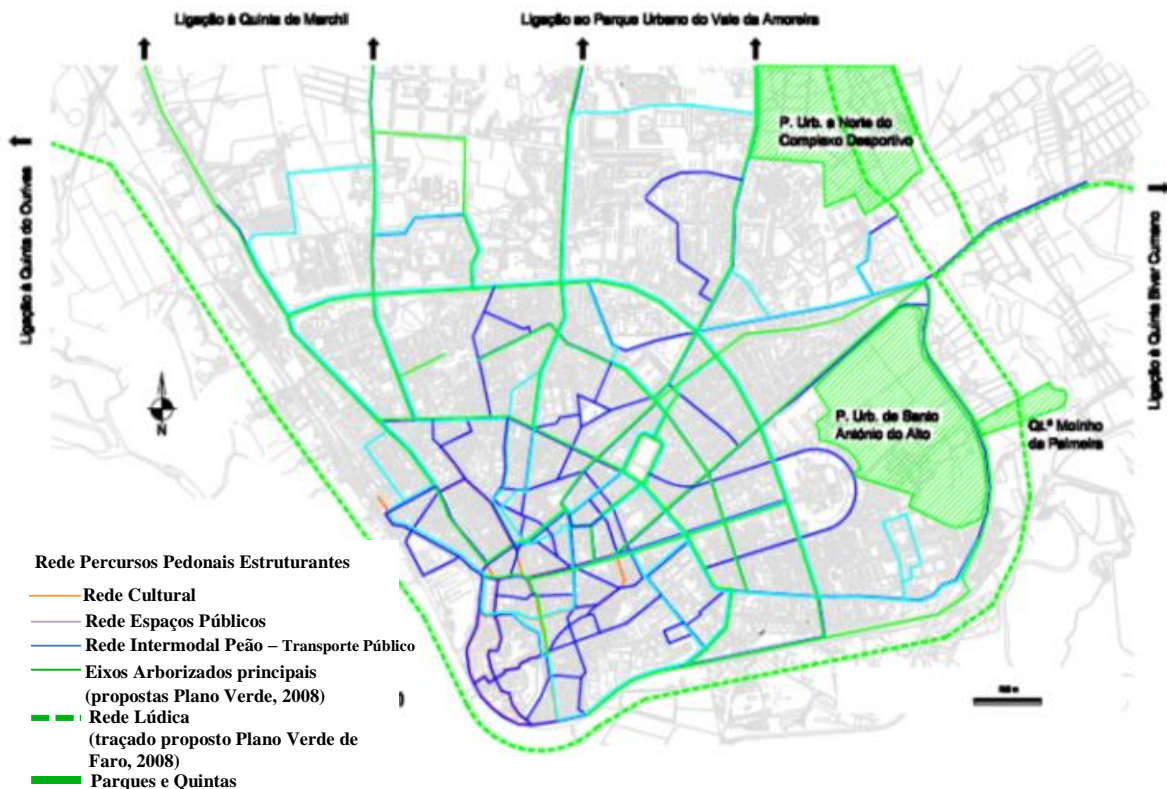 Ligação à Quinta de Marchil
Ligação ao Parque Urbano do Vale da Amoreira
Ligação à Quinta do Ourives
P. Urb. a Norte do
Complexo Desportivo
Ligação à Quinta Bivar Cumano
N
P. Urb. de Santo
António do Alto
Qt.ª Moinho
da Palmeira
Rede Percursos Pedonais Estruturantes
Rede Cultural
Rede Espaços Públicos
Rede Intermodal Peão – Transporte Público
Eixos Arborizados principais
(propostas Plano Verde, 2008)
Rede Lúdica
(traçado proposto Plano Verde de
Faro, 2008)
Parques e Quintas